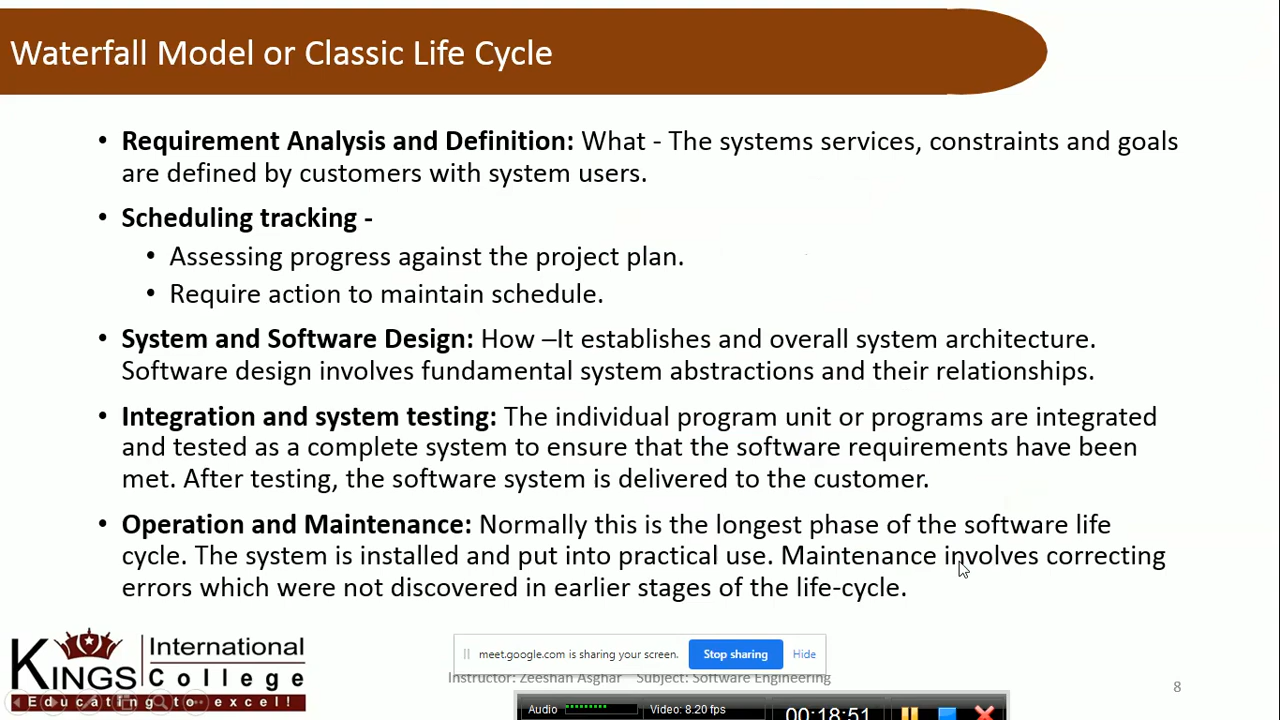 Waterfall Model or Classic Life Cycle
• Requirement Analysis and Definition: What - The systems services, constraints and goals
are defined by customers with system users.
• Scheduling tracking -
• Assessing progress against the project plan.
• Require action to maintain schedule.
• System and Software Design: How –It establishes and overall system architecture.
Software design involves fundamental system abstractions and their relationships.
• Integration and system testing: The individual program unit or programs are integrated
and tested as a complete system to ensure that the software requirements have been
met. After testing, the software system is delivered to the customer.
• Operation and Maintenance: Normally this is the longest phase of the software life
cycle. The system is installed and put into practical use. Maintenance involves correcting
errors which were not discovered in earlier stages of the life-cycle.
KINGS International
College
Educating to excel!
meet.google.com is sharing your screen. Stop sharing Hide
Instructor: Zeeshan Asghar Subject: Software Engineering
8
Audio Video: 8.20 fps 00:18:51